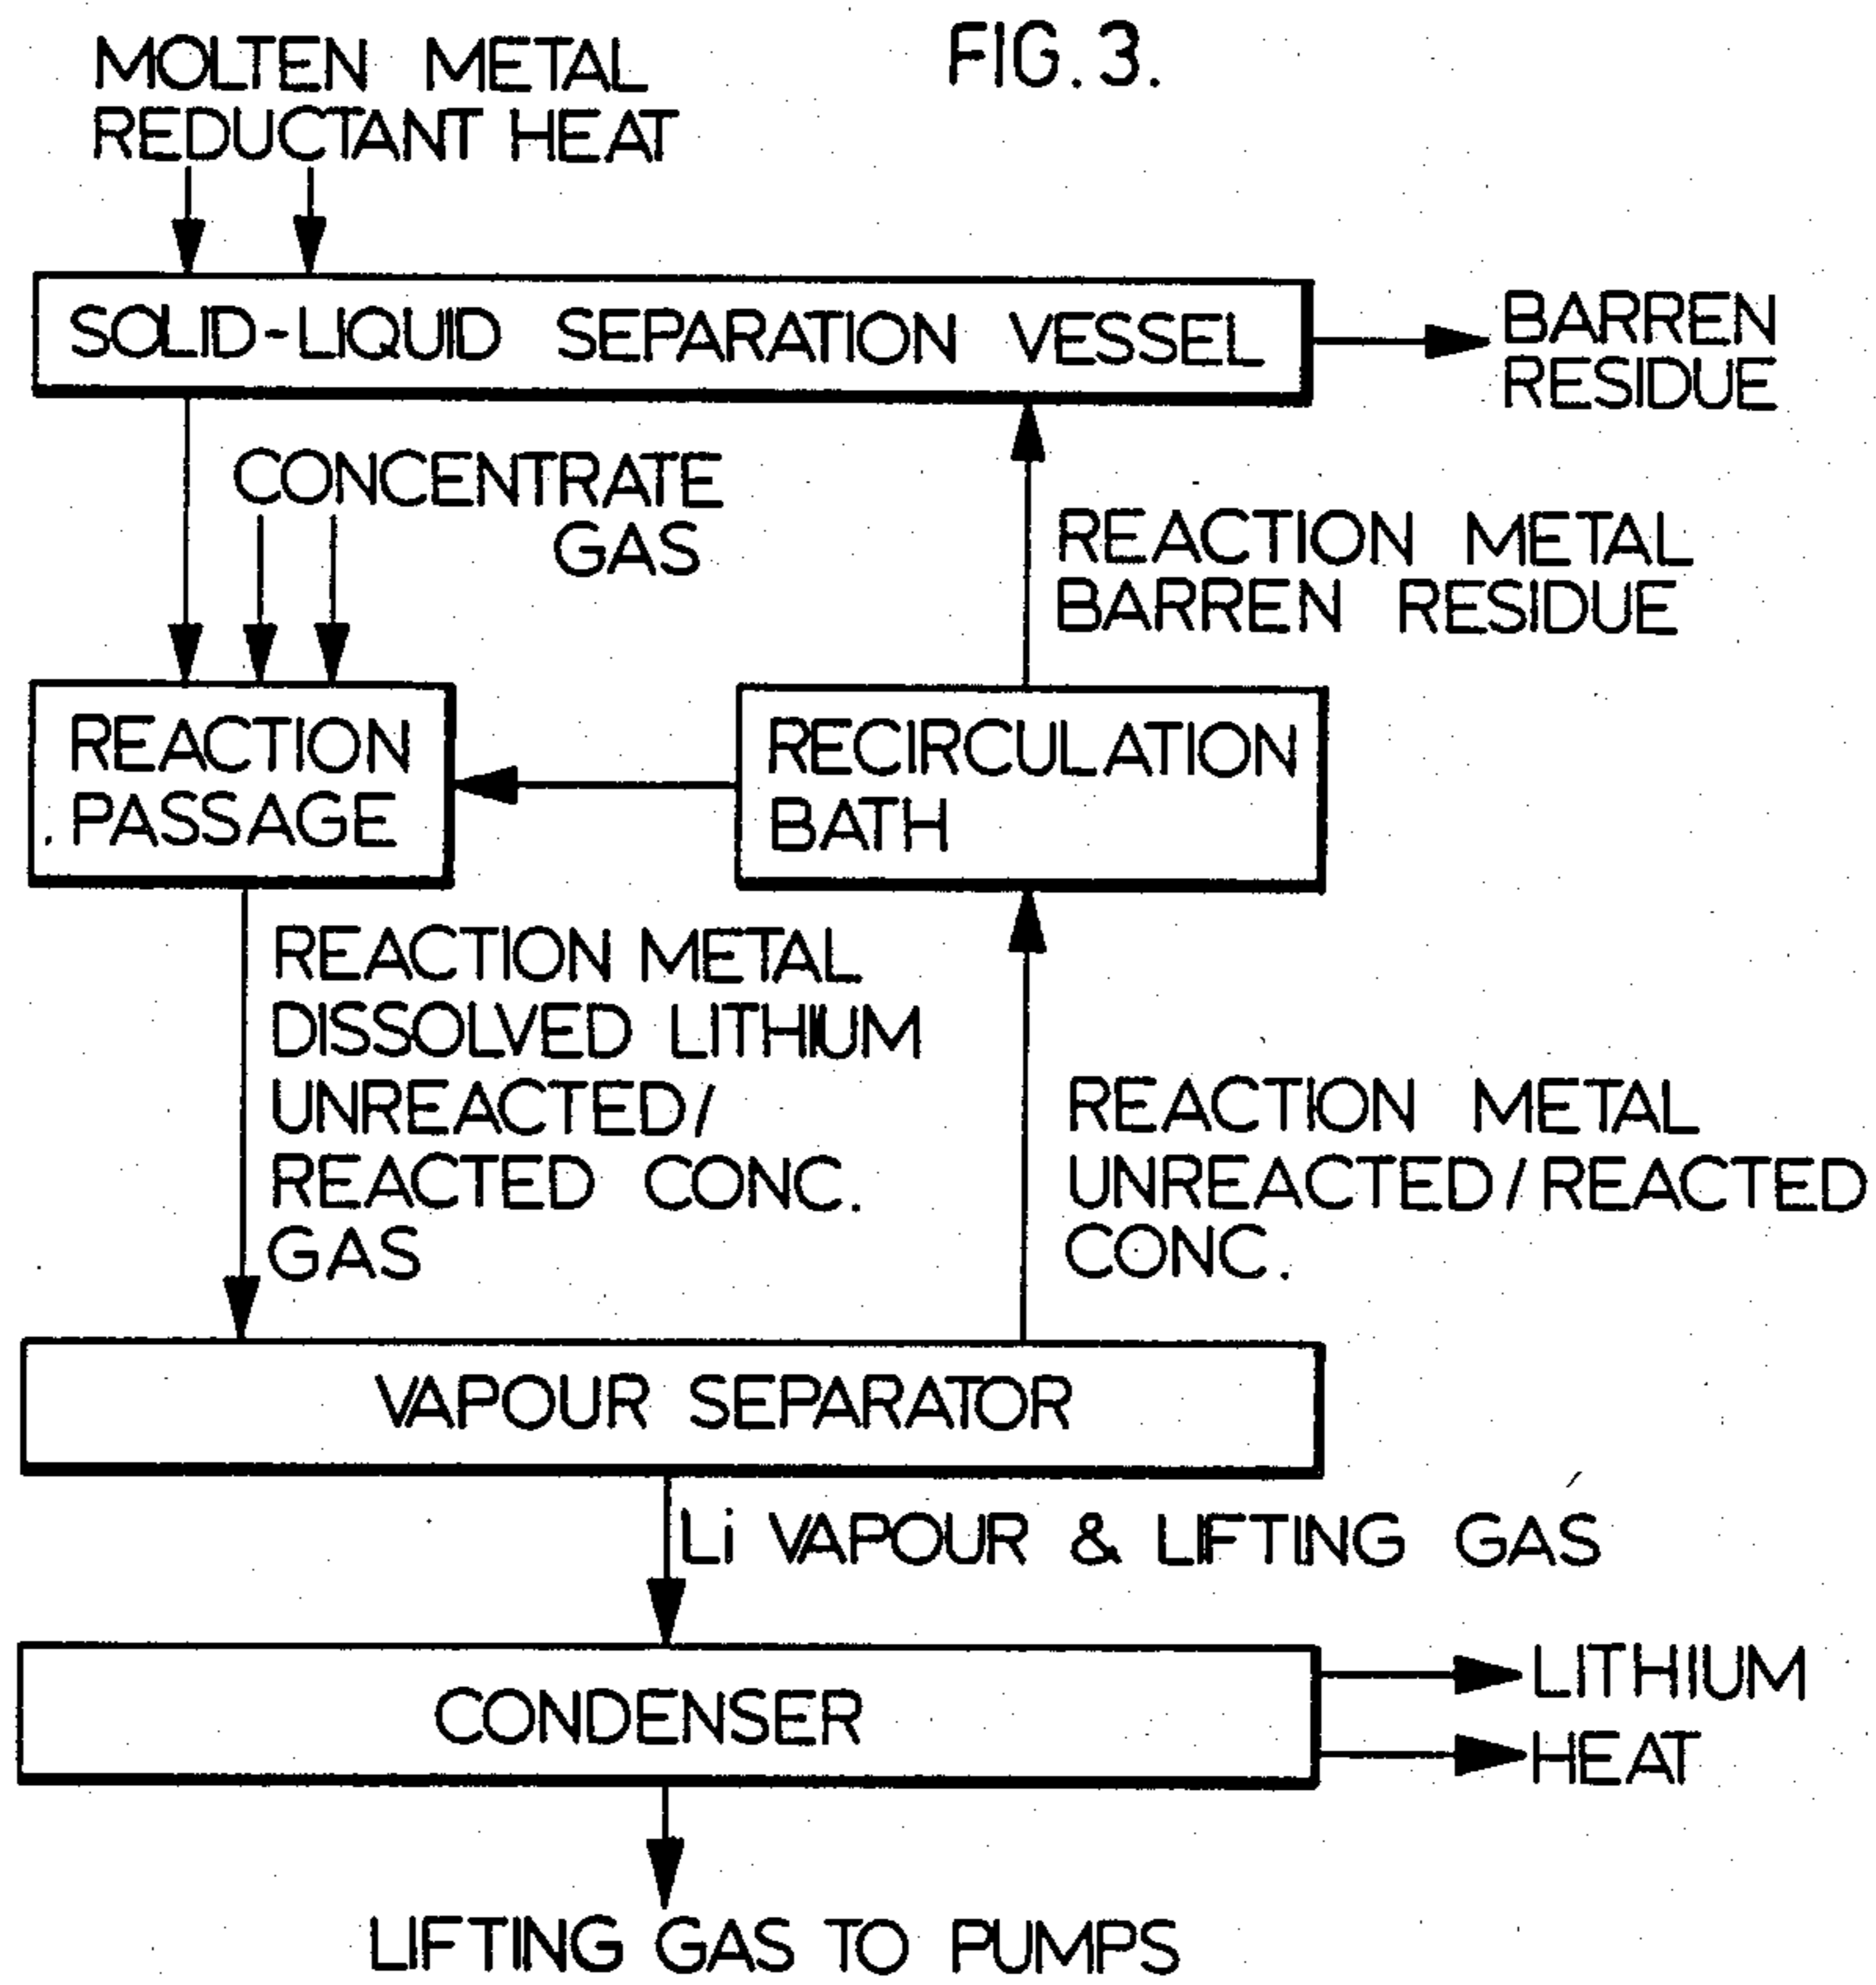 FIG. 3.
MOLTEN METAL
REDUCTANT HEAT
SOLID-LIQUID SEPARATION VESSEL
BARREN
RESIDUE
CONCENTRATE
GAS
REACTION METAL
BARREN RESIDUE
REACTION
PASSAGE
RECIRCULATION
BATH
REACTION METAL
DISSOLVED LITHIUM
UNREACTED/
REACTED CONC.
GAS
REACTION METAL
UNREACTED/REACTED
CONC.
VAPOUR SEPARATOR
Li VAPOUR & LIFTING GAS
CONDENSER
LITHIUM
HEAT
LIFTING GAS TO PUMPS